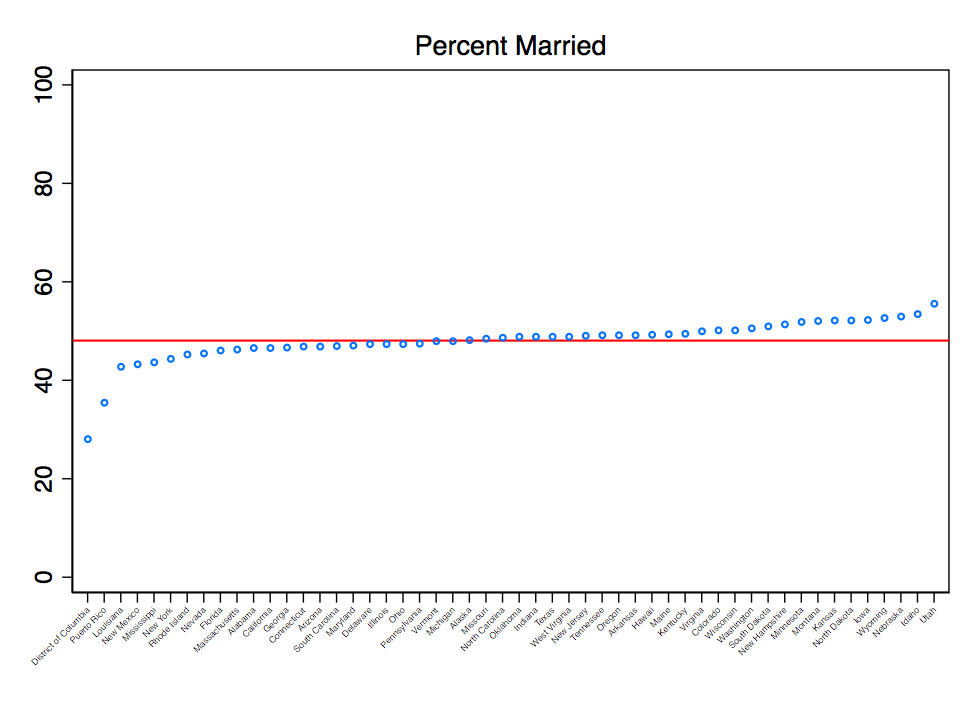 Percent Married
100
80
60
40
20
0
District of Columbia
Puerto Rico
Louisiana
New Mexico
Mississippi
New York
Rhode Island
Nevada
Florida
Massachusetts
Alabama
California
Georgia
Connecticut
Arizona
South Carolina
Maryland
Delaware
Illinois
Ohio
Pennsylvania
Vermont
Michigan
Alaska
Missouri
North Carolina
Oklahoma
Indiana
Texas
West Virginia
New Jersey
Tennessee
Oregon
Arkansas
Hawaii
Maine
Kentucky
Virginia
Colorado
Wisconsin
Washington
South Dakota
New Hampshire
Minnesota
Montana
Kansas
North Dakota
Iowa
Wyoming
Nebraska
Idaho
Utah